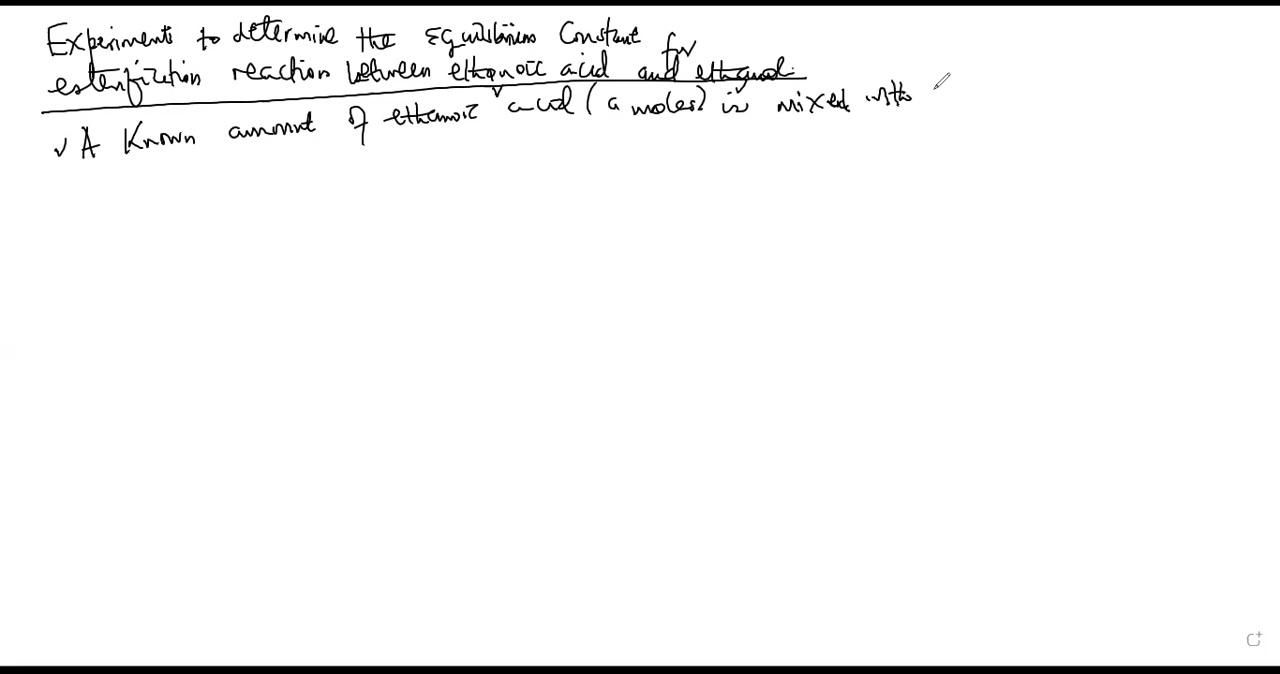 Experiments to determine the Equilibrium Constant for
esterification reaction between ethanoic acid and ethanol.
✓ A Known amount of ethanoic acid (a moles) is mixed with